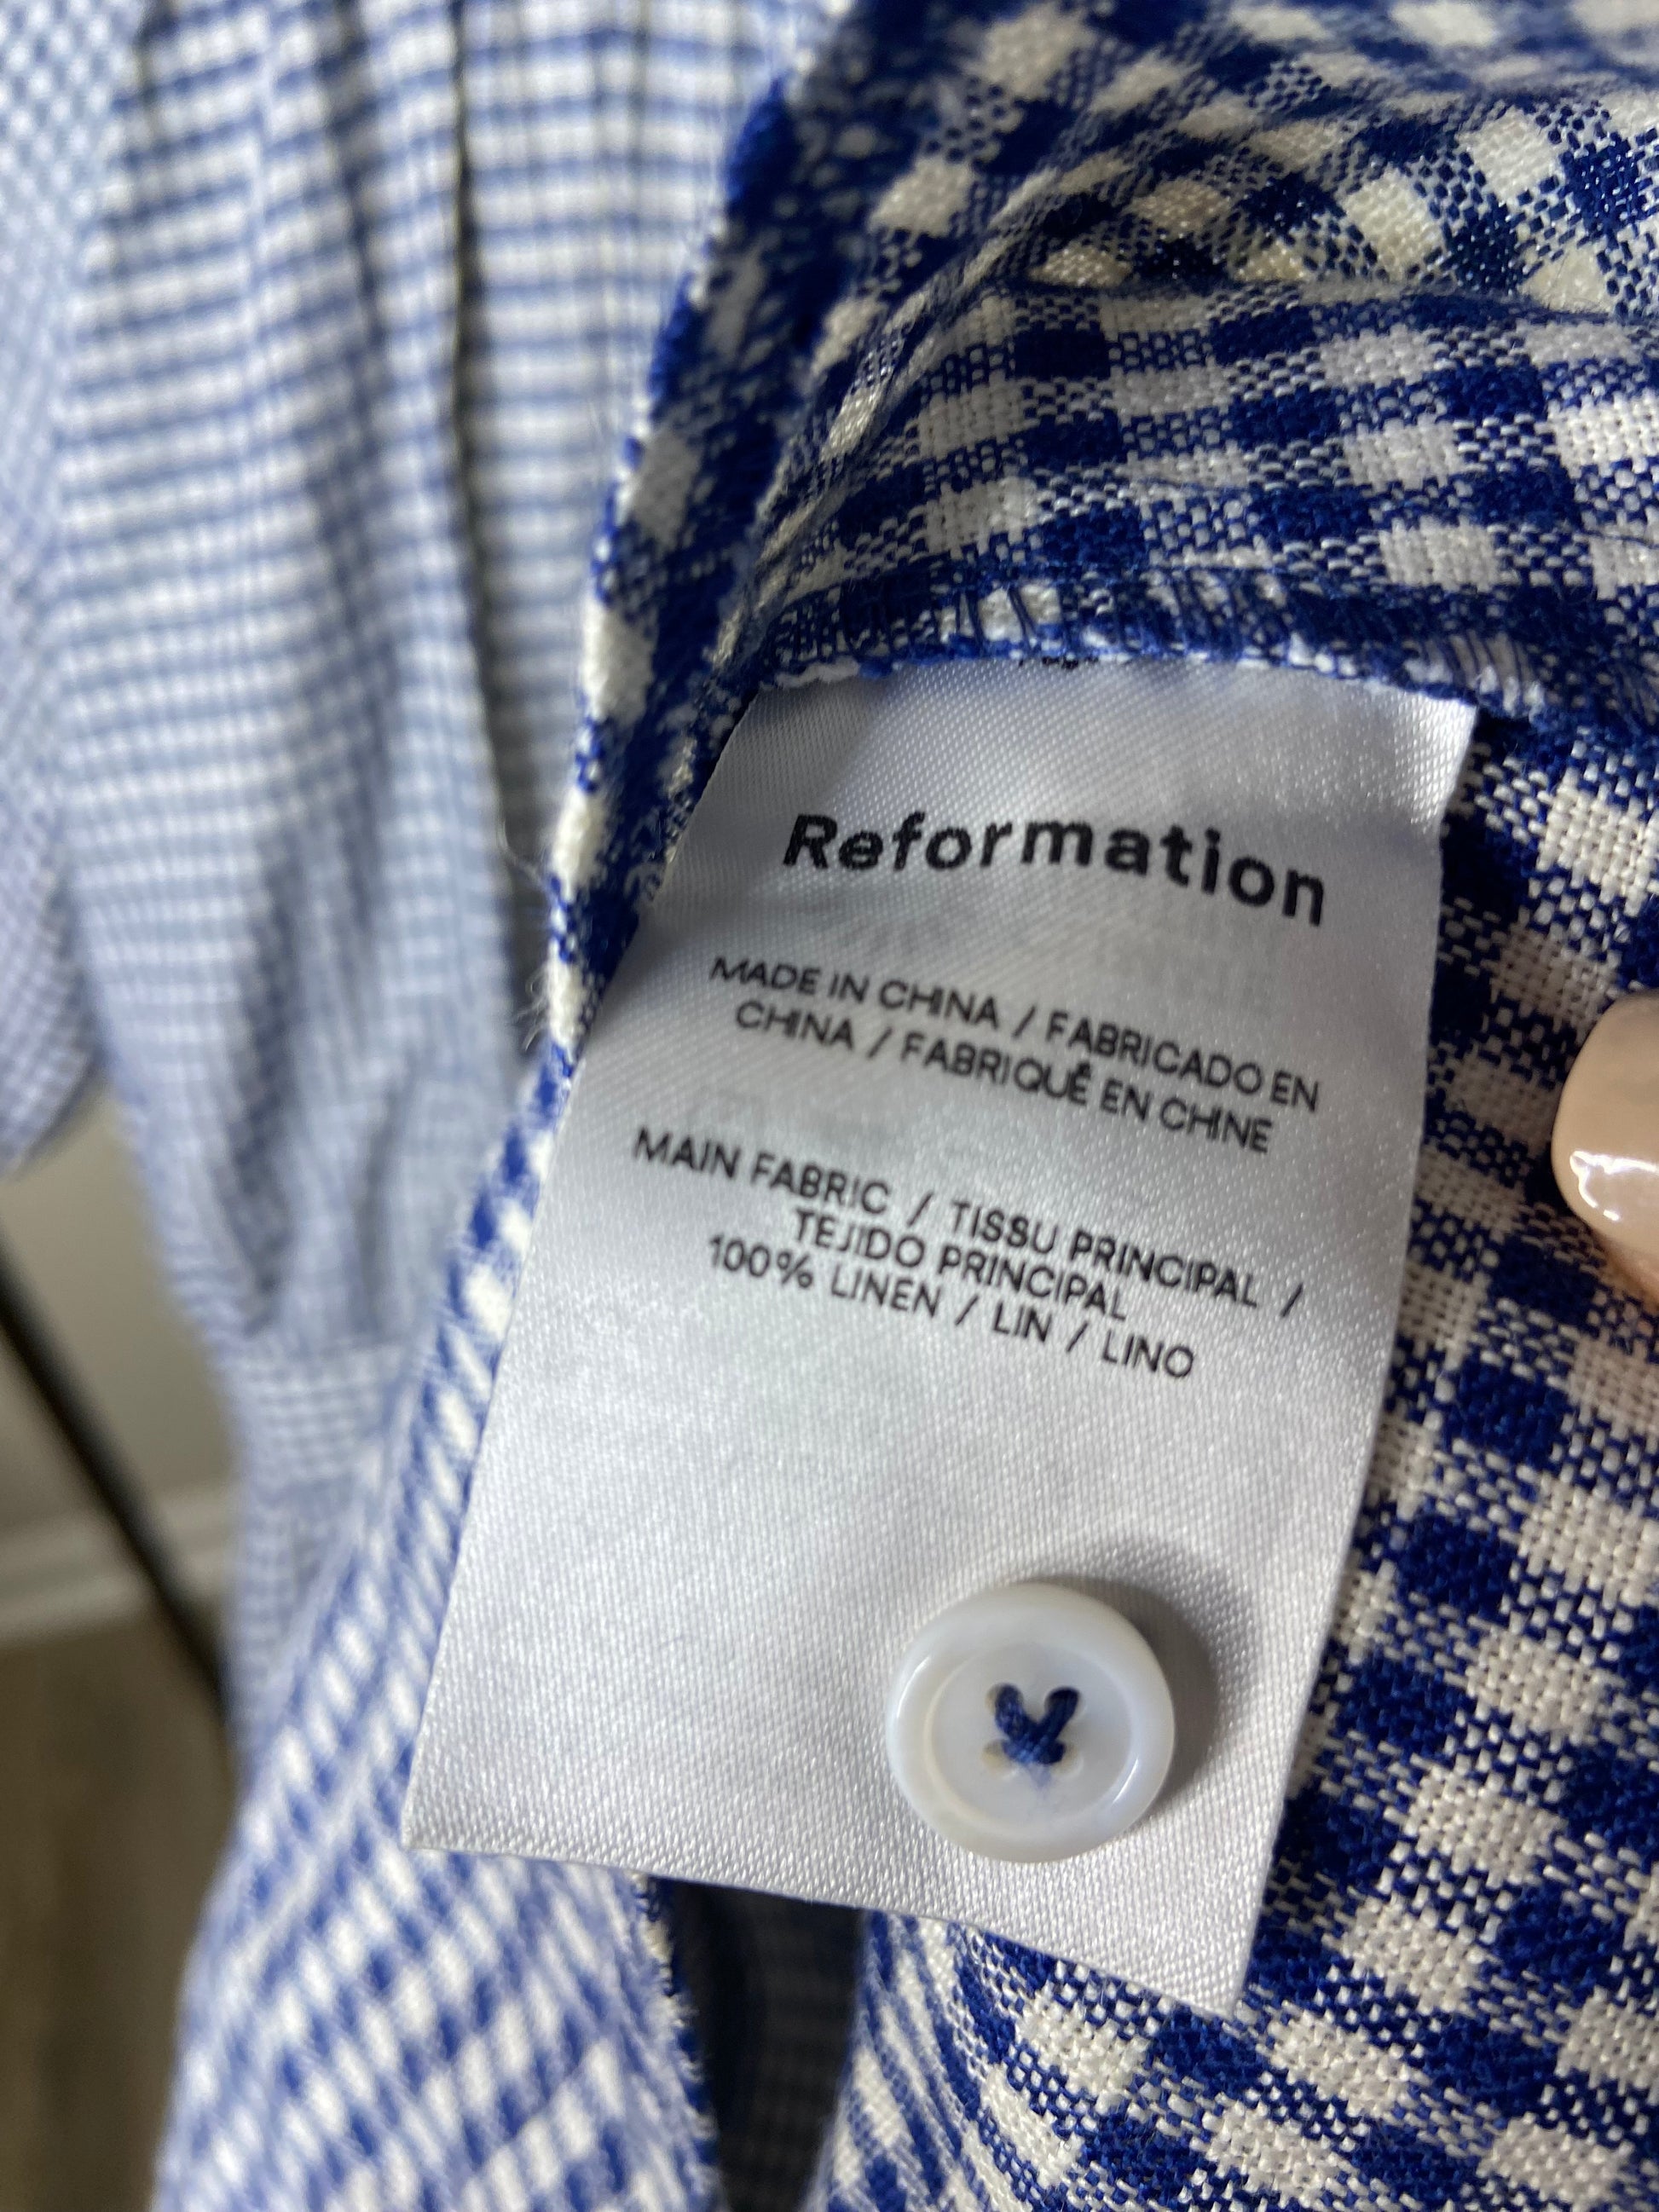 Reformation
MADE IN CHINA / FABRICADO EN
CHINA / FABRIQUÊ EN CHINE
MAIN FABRIC / TISSU PRINCIPAL /
TEJIDO PRINCIPAL
100% LINEN / LIN / LINO